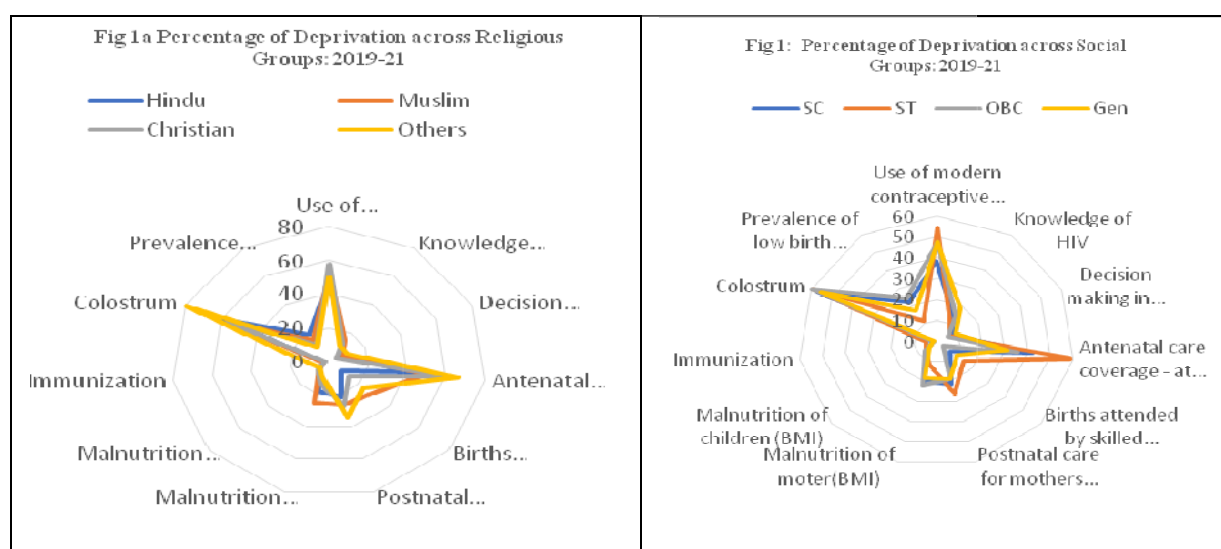 Fig 1a Percentage of Deprivation across Religious
Groups: 2019-21
Hindu
Muslim
Christian
Others
Use of...
Knowledge...
Decision...
Antenatal...
Births...
Postnatal...
Malnutrition...
Malnutrition...
Immunization
Colostrum
Prevalence...
80
60
40
20
0
Fig 1: Percentage of Deprivation across Social
Groups: 2019-21
SC
ST
OBC
Gen
Use of modern
contraceptive...
Knowledge of
HIV
Decision
making in...
Antenatal care
coverage - at...
Births attended
by skilled...
Postnatal care
for mothers...
Malnutrition of
moter(BMI)
Malnutrition of
children (BMI)
Immunization
Colostrum
Prevalence of
low birth...
60
50
40
30
20
10
0